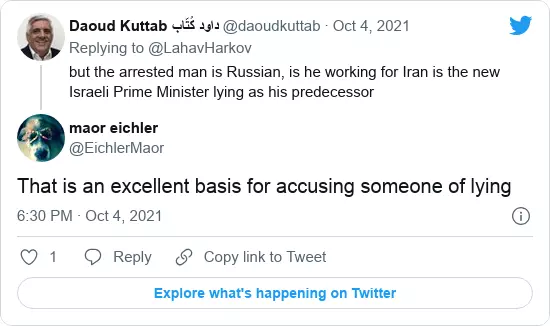 Daoud Kuttab داود كُتَّاب @daoudkuttab · Oct 4, 2021
Replying to @LahavHarkov
but the arrested man is Russian, is he working for Iran is the new
Israeli Prime Minister lying as his predecessor
maor eichler
@EichlerMaor
That is an excellent basis for accusing someone of lying
6:30 PM · Oct 4, 2021
1 Reply Copy link to Tweet
Explore what's happening on Twitter